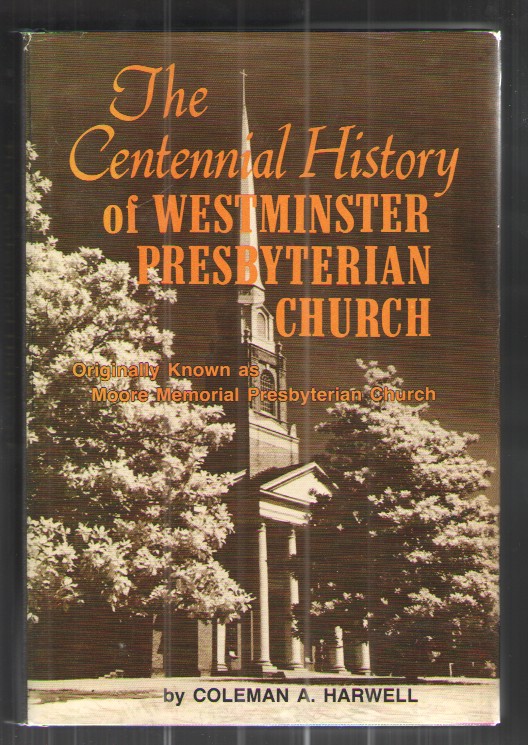 The
Centennial History
of WESTMINSTER
PRESBYTERIAN
CHURCH
Originally Known as
Moore Memorial Presbyterian Church
by COLEMAN A. HARWELL